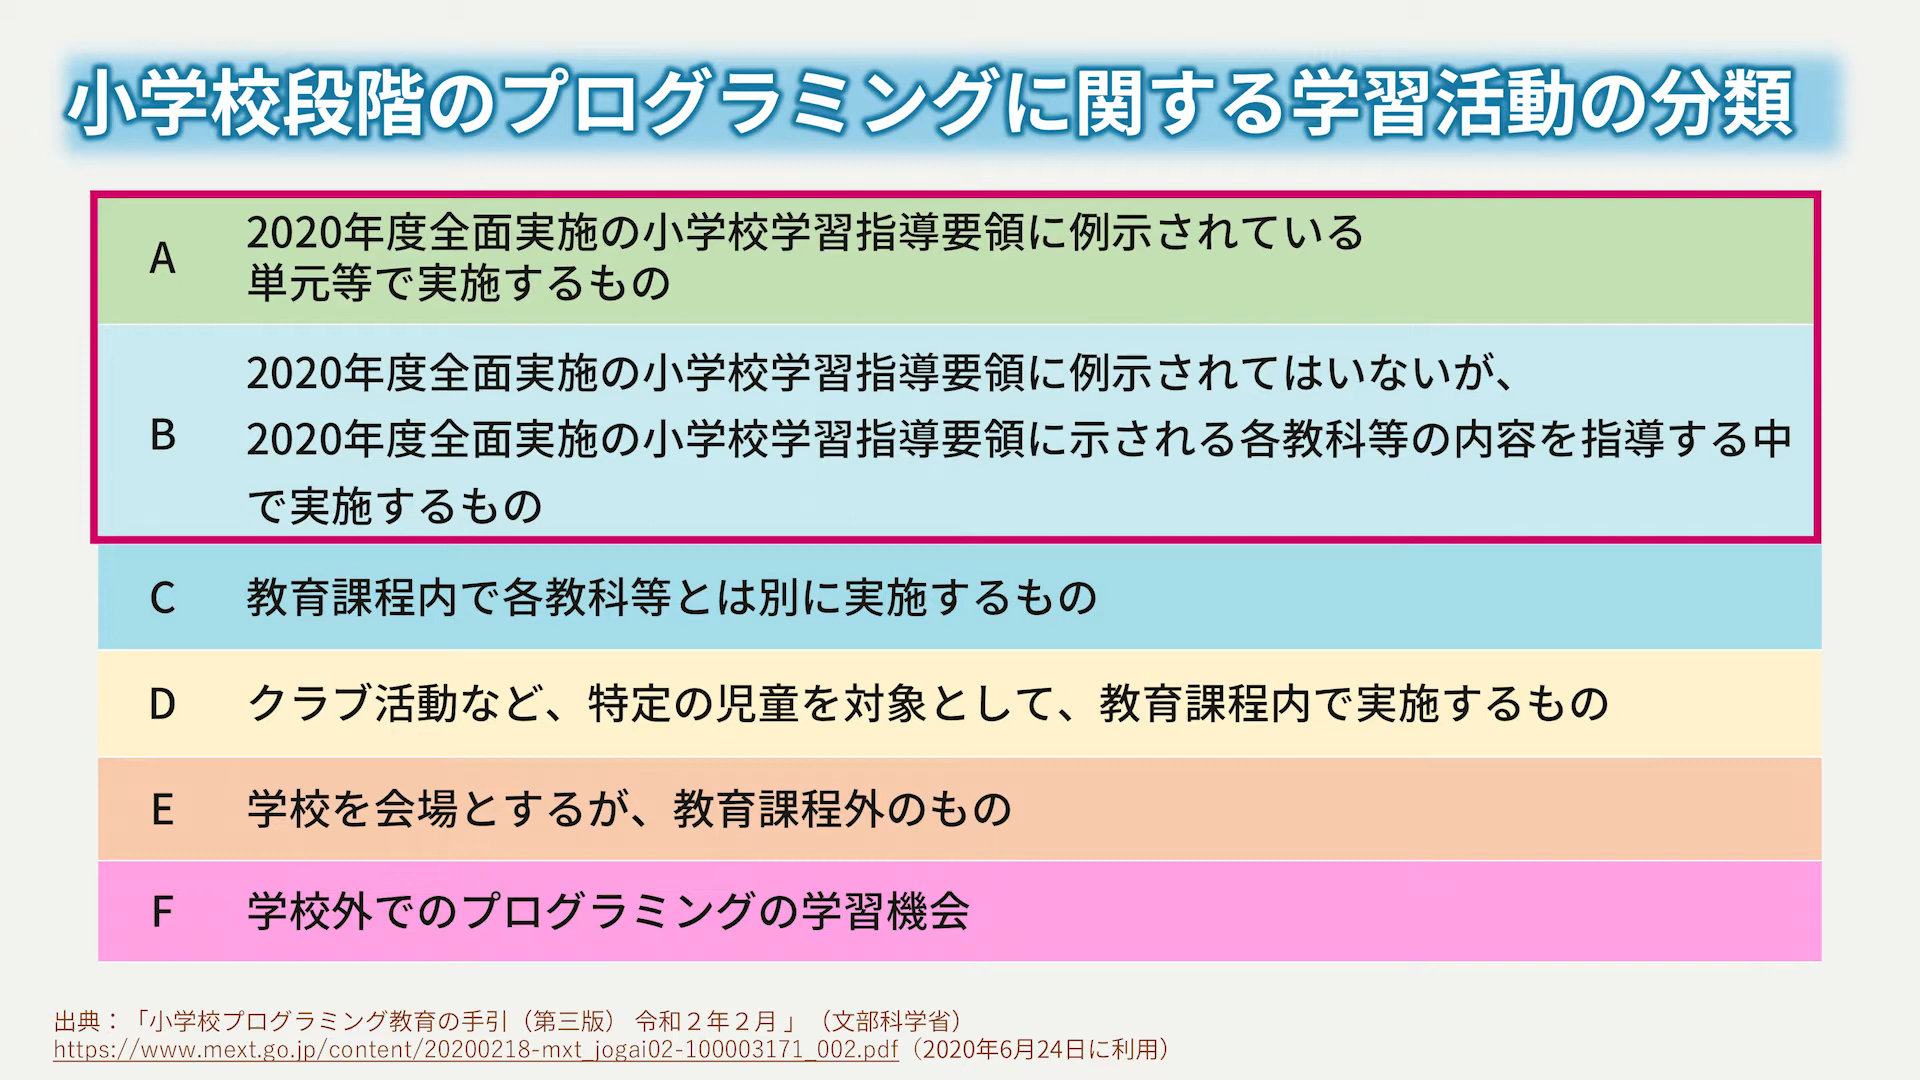 小学校段階のプログラミングに関する学習活動の分類
A
2020年度全面実施の小学校学習指導要領に例示されている
単元等で実施するもの
B
2020年度全面実施の小学校学習指導要領に例示されてはいないが、
2020年度全面実施の小学校学習指導要領に示される各教科等の内容を指導する中
で実施するもの
C 教育課程内で各教科等とは別に実施するもの
D クラブ活動など、特定の児童を対象として、教育課程内で実施するもの
E 学校を会場とするが、教育課程外のもの
F 学校外でのプログラミングの学習機会
出典：「小学校プログラミング教育の手引（第三版） 令和２年２月 」（文部科学省）
https://www.mext.go.jp/content/20200218-mxt_jogai02-100003171_002.pdf（2020年6月24日に利用）